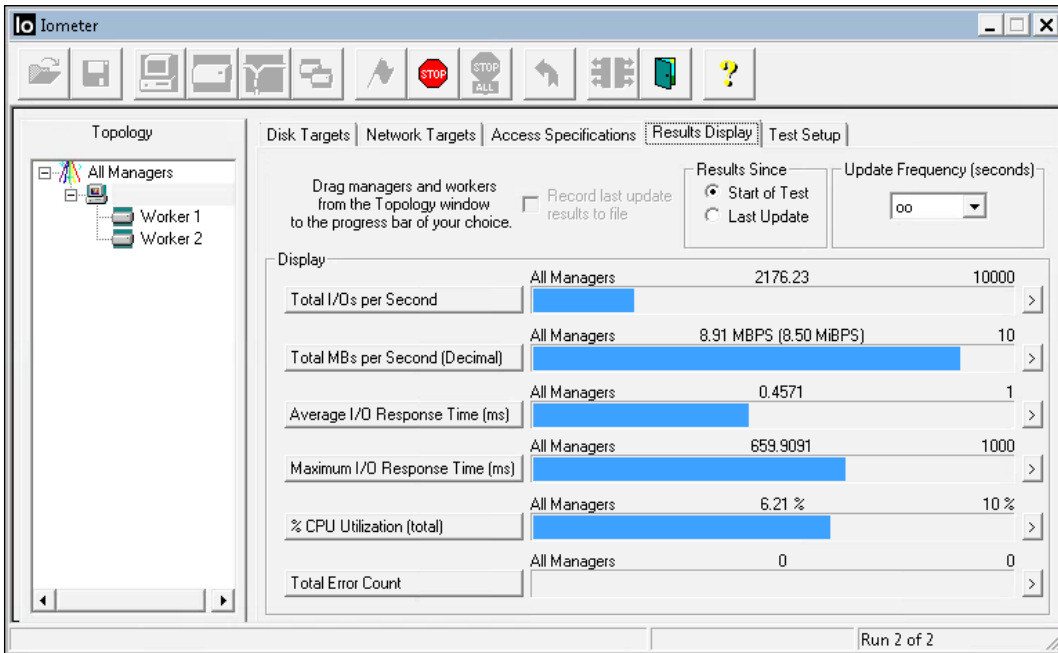 Io Iometer
STOP
STOP
ALL
?
Topology
All Managers
Worker 1
Worker 2
Disk Targets
Network Targets
Access Specifications
Results Display
Test Setup
Drag managers and workers
from the Topology window
to the progress bar of your choice.
Record last update
results to file
Results Since
Start of Test
Last Update
Update Frequency (seconds)
oo
Display
All Managers 2176.23 10000
Total I/Os per Second
>
All Managers 8.91 MBPS (8.50 MiBPS) 10
Total MBs per Second (Decimal)
>
All Managers 0.4571 1
Average I/O Response Time (ms)
>
All Managers 659.9091 1000
Maximum I/O Response Time (ms)
>
All Managers 6.21 % 10 %
% CPU Utilization (total)
>
All Managers 0 0
Total Error Count
>
Run 2 of 2